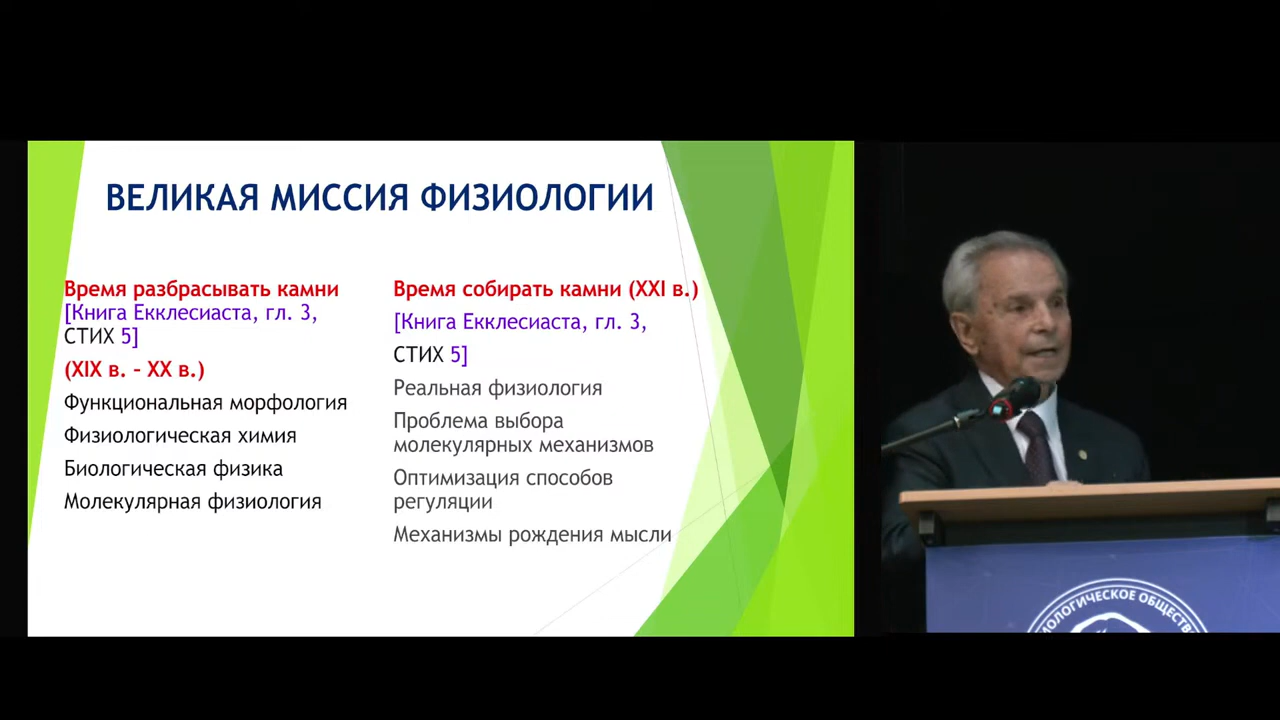 ВЕЛИКАЯ МИССИЯ ФИЗИОЛОГИИ
Время разбрасывать камни
[Книга Екклесиаста, гл. 3,
СТИХ 5]
(XIX в. – XX в.)
Функциональная морфология
Физиологическая химия
Биологическая физика
Молекулярная физиология
Время собирать камни (XXI в.)
[Книга Екклесиаста, гл. 3,
СТИХ 5]
Реальная физиология
Проблема выбора
молекулярных механизмов
Оптимизация способов
регуляции
Механизмы рождения мысли